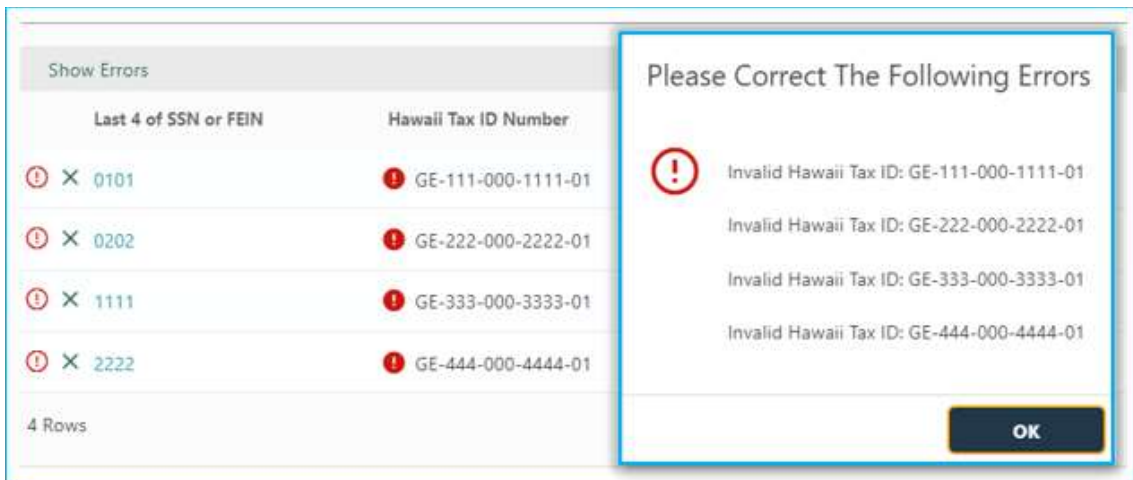 Show Errors
Last 4 of SSN or FEIN Hawaii Tax ID Number
0101 GE-111-000-1111-01
0202 GE-222-000-2222-01
1111 GE-333-000-3333-01
2222 GE-444-000-4444-01
4 Rows
Please Correct The Following Errors
Invalid Hawaii Tax ID: GE-111-000-1111-01
Invalid Hawaii Tax ID: GE-222-000-2222-01
Invalid Hawaii Tax ID: GE-333-000-3333-01
Invalid Hawaii Tax ID: GE-444-000-4444-01
OK